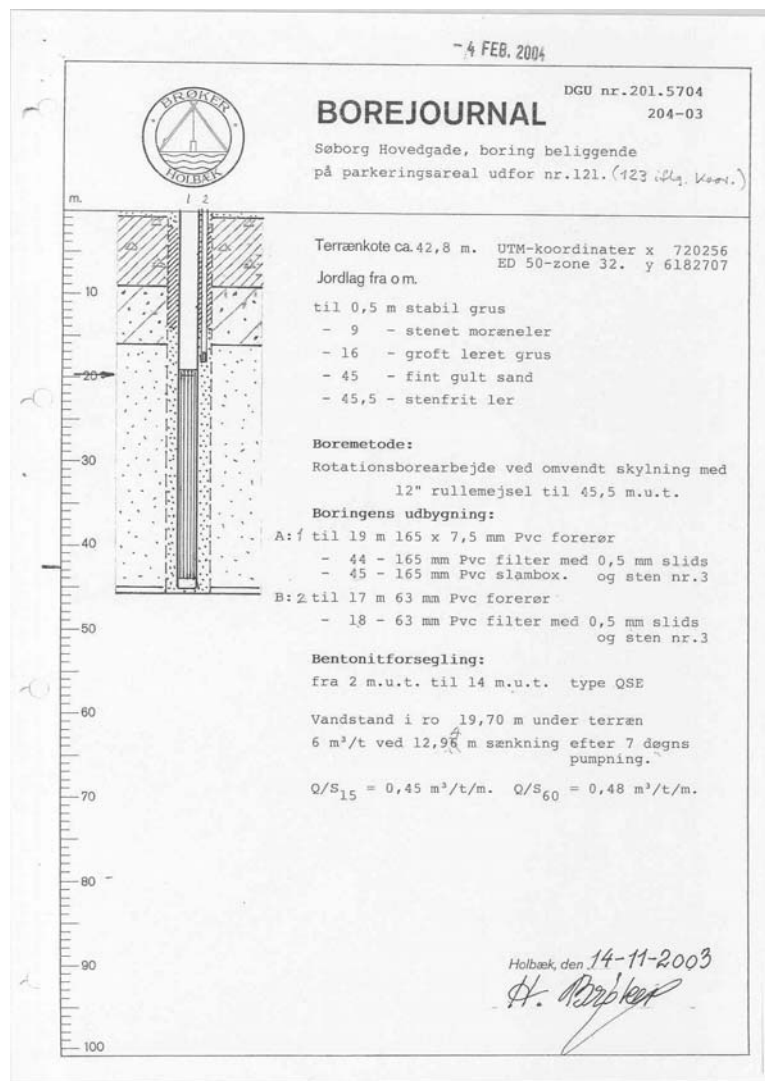 - 4 FEB. 2004
DGU nr.201.5704
BRØKER
HOLBÆK
BOREJOURNAL
204-03
Søborg Hovedgade, boring beliggende
på parkeringsareal udfor nr.121. (123 iflg. koor.)
m. 1 2
Terrænkote ca. 42,8 m. UTM-koordinater x 720256
ED 50-zone 32. y 6182707
Jordlag fra o m.
til 0,5 m stabil grus
- 9 - stenet moræneler
- 16 - groft leret grus
- 45 - fint gult sand
- 45,5 - stenfrit ler
Boremetode:
Rotationsborearbejde ved omvendt skylning med
12" rullemejsel til 45,5 m.u.t.
Boringens udbygning:
A: 1 til 19 m 165 x 7,5 mm Pvc forerør
- 44 - 165 mm Pvc filter med 0,5 mm slids
- 45 - 165 mm Pvc slambox. og sten nr.3
B: 2 til 17 m 63 mm Pvc forerør
- 18 - 63 mm Pvc filter med 0,5 mm slids
og sten nr.3
Bentonitforsegling:
fra 2 m.u.t. til 14 m.u.t. type QSE
Vandstand i ro 19,70 m under terræn
4
6 m³/t ved 12,96 m sænkning efter 7 døgns
pumpning.
Q/S15 = 0,45 m³/t/m. Q/S60 = 0,48 m³/t/m.
10
20
30
40
50
60
70
80
90
100
Holbæk, den 14-11-2003
H. Brøker